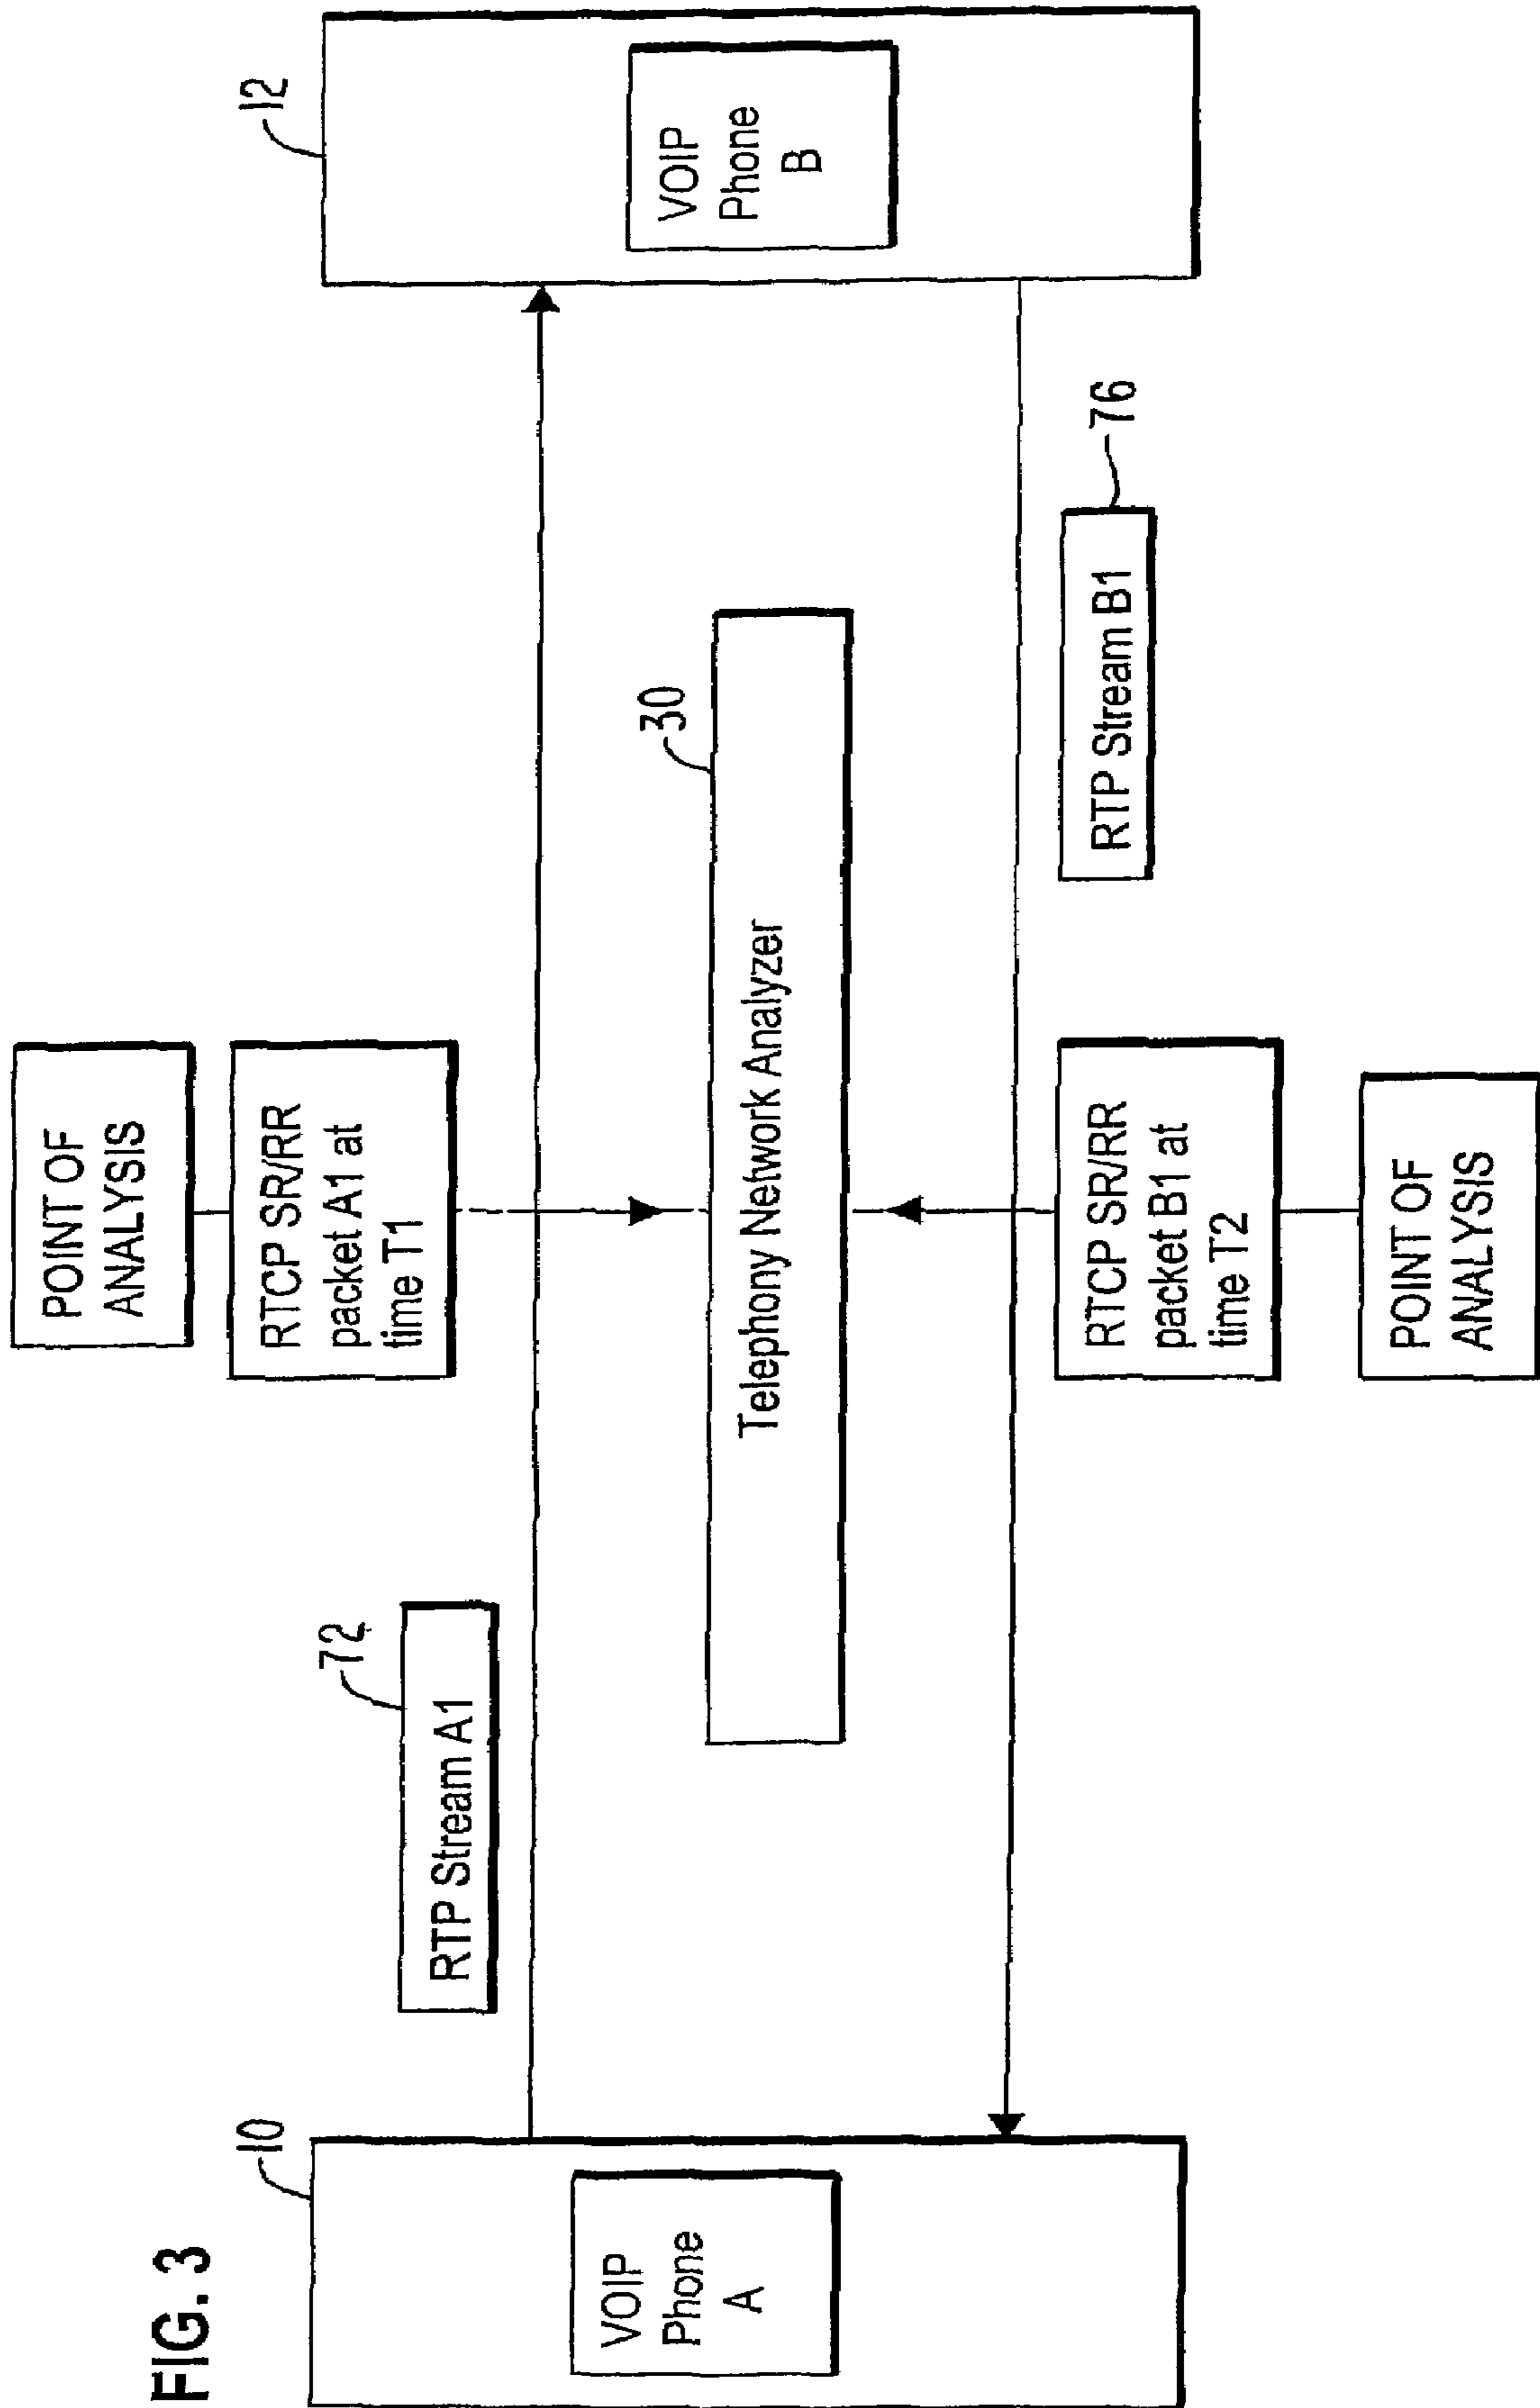 FIG. 3
POINT OF
ANALYSIS
RTCP SR/RR
packet A1 at
time T1
10
72
RTP Stream A1
12
VOIP
Phone
A
30
Telephony Network Analyzer
VOIP
Phone
B
RTCP SR/RR
packet B1 at
time T2
RTP Stream B1
76
POINT OF
ANALYSIS